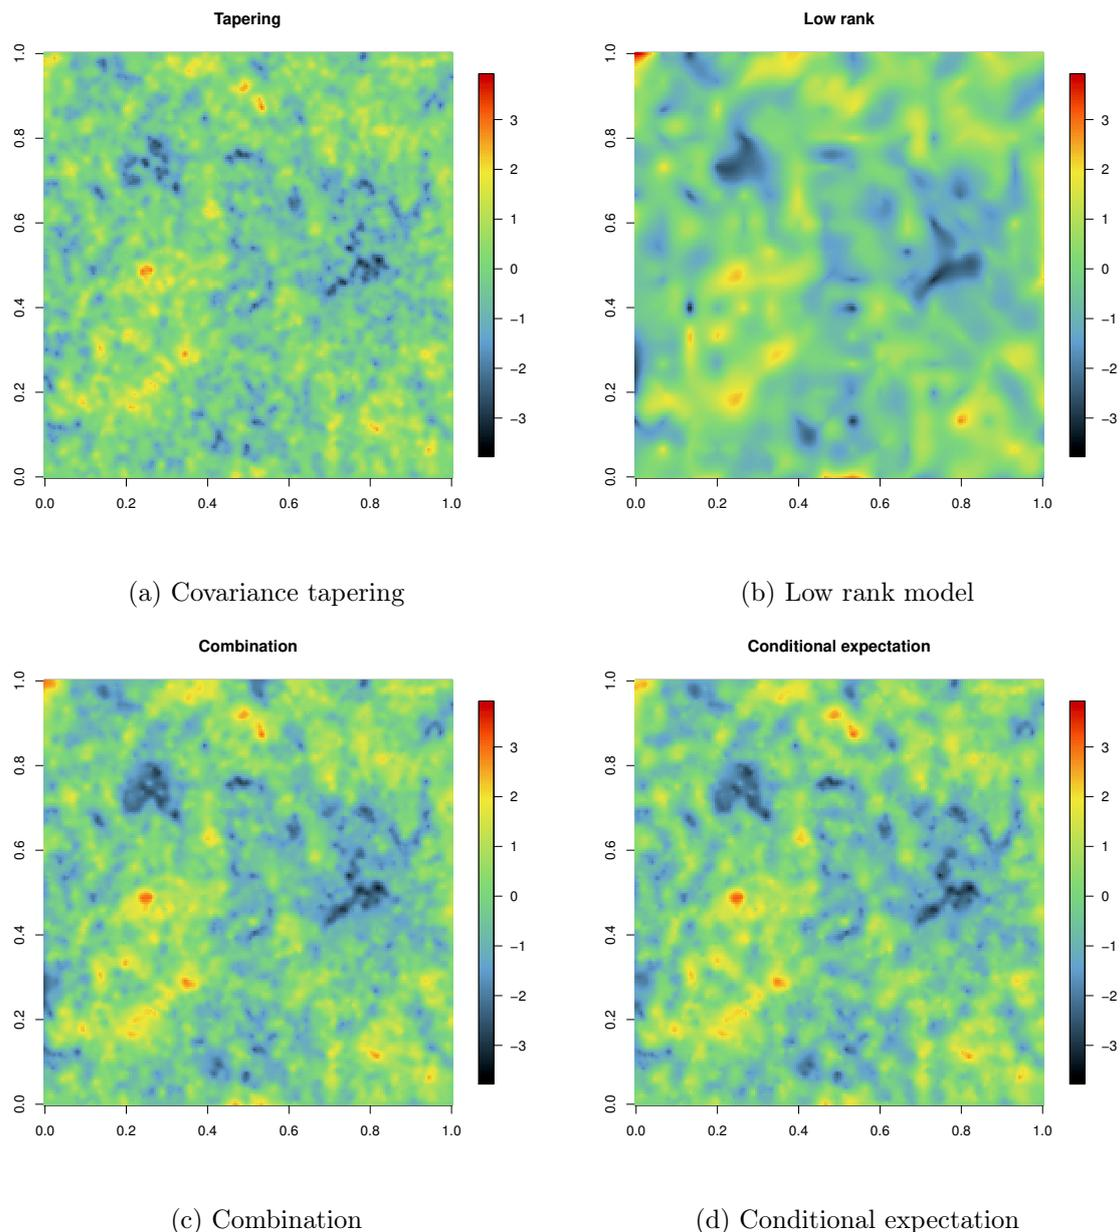 Tapering
Low rank
0.0 0.2 0.4 0.6 0.8 1.0
0.0 0.2 0.4 0.6 0.8 1.0
3
2
1
0
−1
−2
−3
0.0 0.2 0.4 0.6 0.8 1.0
0.0 0.2 0.4 0.6 0.8 1.0
3
2
1
0
−1
−2
−3
(a) Covariance tapering
(b) Low rank model
Combination
Conditional expectation
0.0 0.2 0.4 0.6 0.8 1.0
0.0 0.2 0.4 0.6 0.8 1.0
3
2
1
0
−1
−2
−3
0.0 0.2 0.4 0.6 0.8 1.0
0.0 0.2 0.4 0.6 0.8 1.0
3
2
1
0
−1
−2
−3
(c) Combination
(d) Conditional expectation